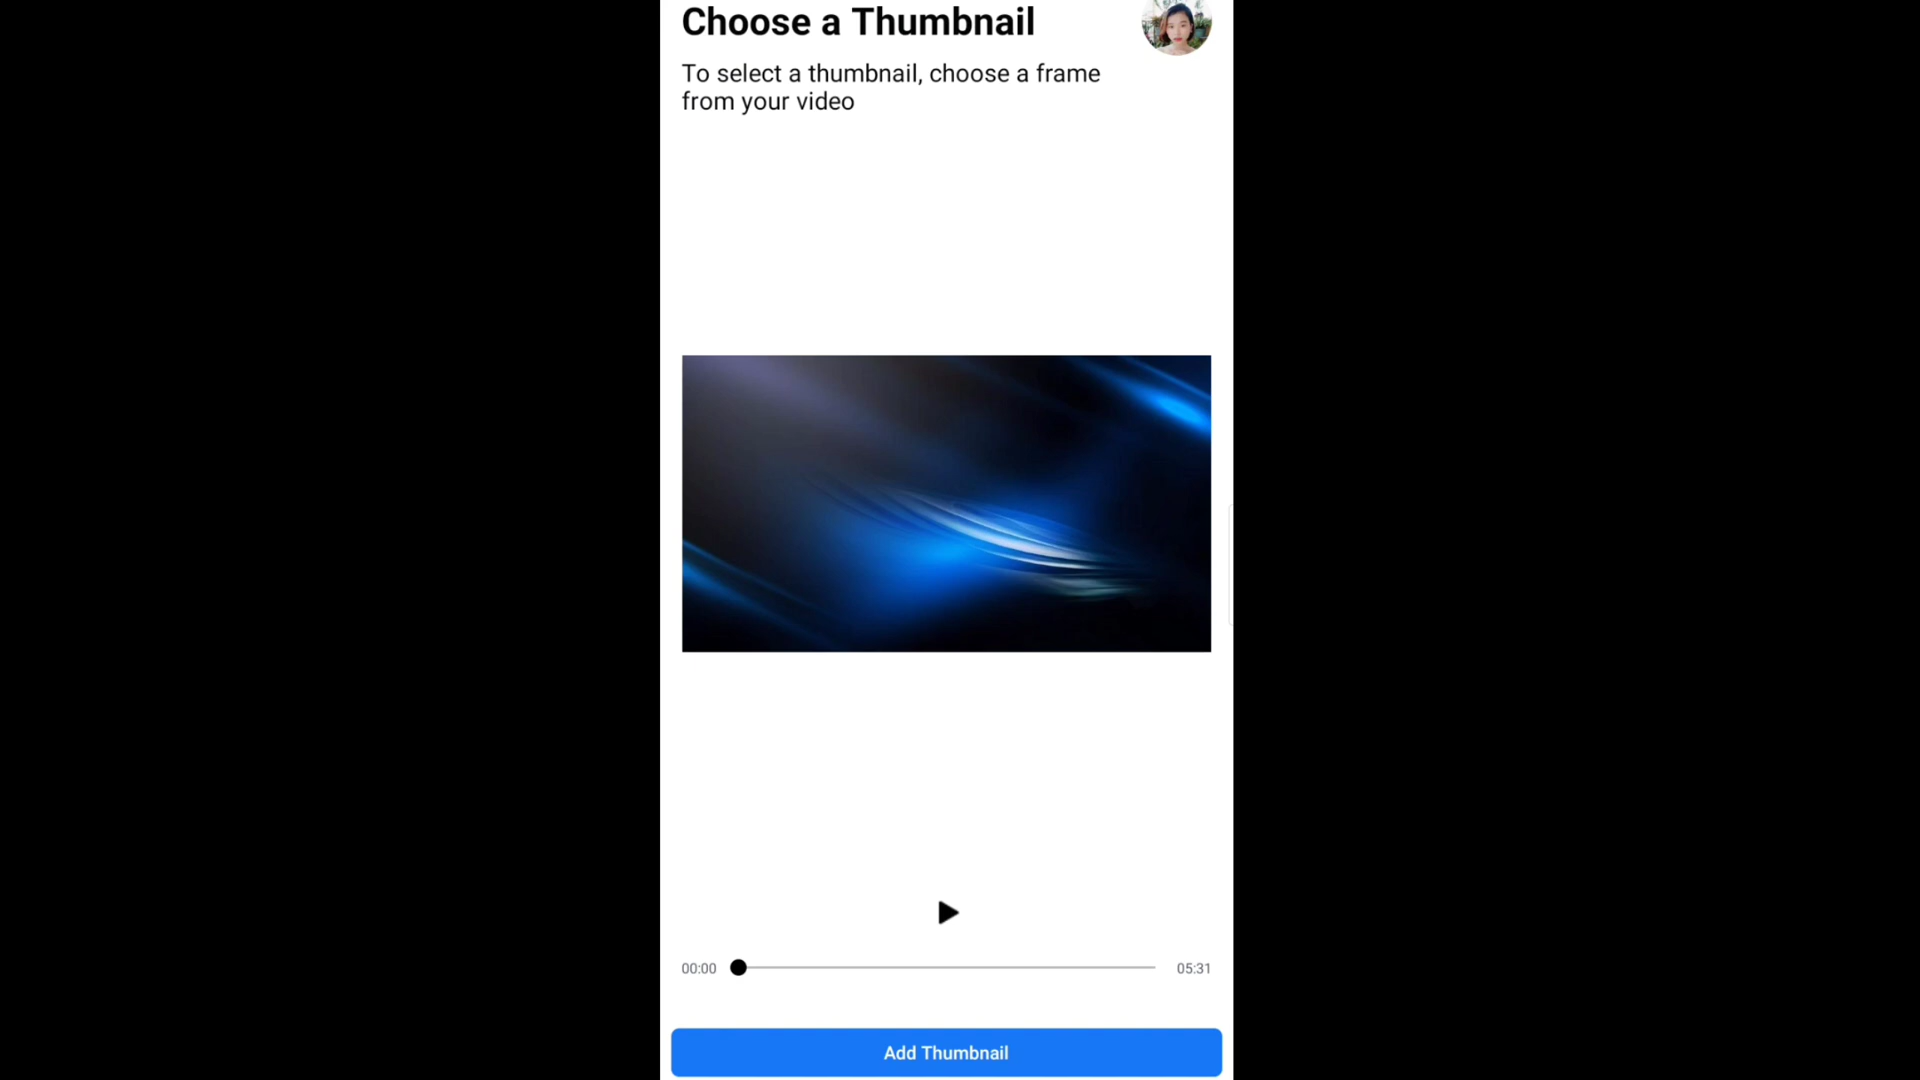 Choose a Thumbnail
To select a thumbnail, choose a frame
from your video
00:00
05:31
Add Thumbnail